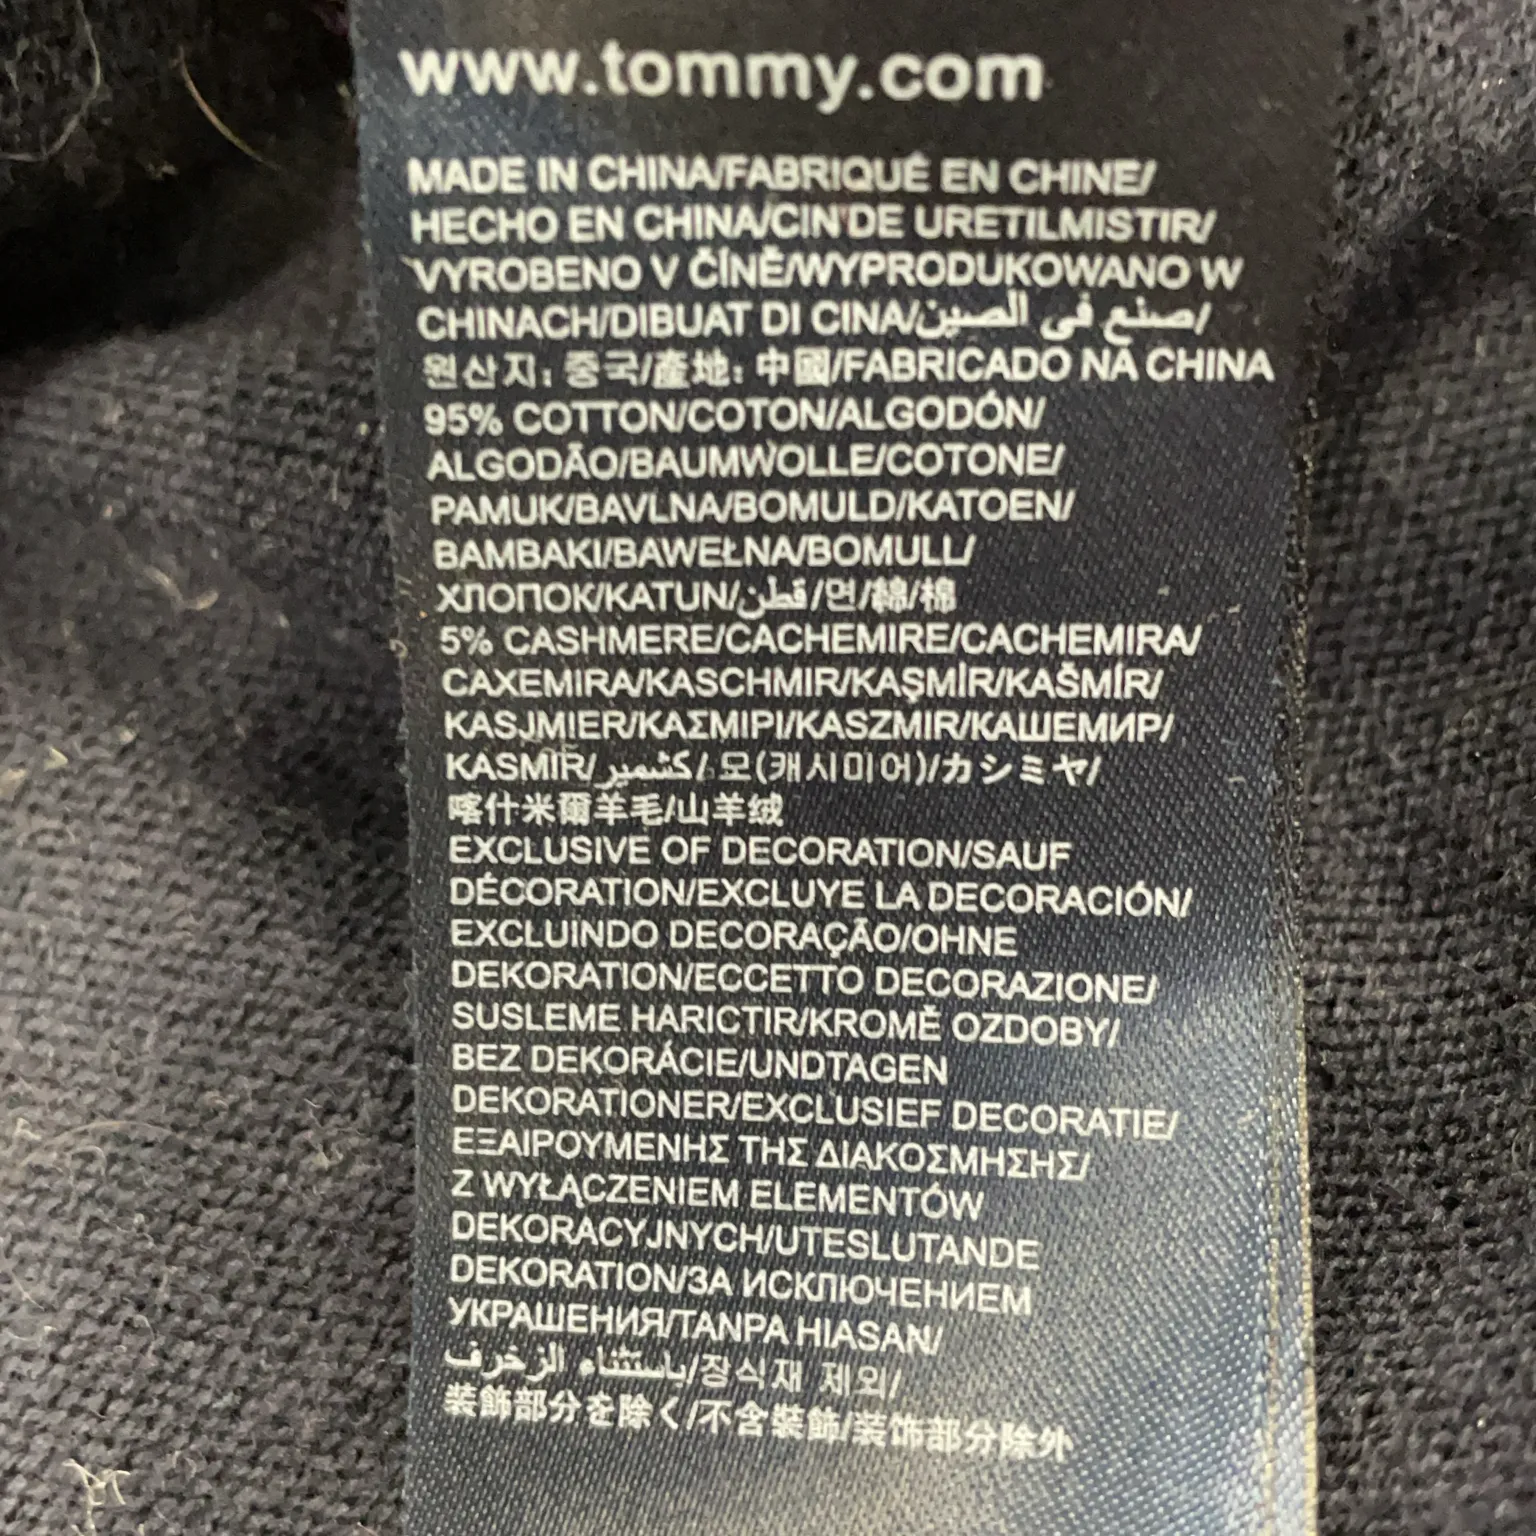 www.tommy.com
MADE IN CHINA/FABRIQUÉ EN CHINE/
HECHO EN CHINA/CIN'DE URETILMISTIR/
VYROBENO V ČÍNĚ/WYPRODUKOWANO W
CHINACH/DIBUAT DI CINA/صنع في الصين/
원산지: 중국/產地: 中國/FABRICADO NA CHINA
95% COTTON/COTON/ALGODÓN/
ALGODÃO/BAUMWOLLE/COTONE/
PAMUK/BAVLNA/BOMULD/KATOEN/
BAMBAKI/BAWEŁNA/BOMULL/
ХЛОПОК/KATUN/قطن/면/綿/棉
5% CASHMERE/CACHEMIRE/CACHEMIRA/
CAXEMIRA/KASCHMIR/KAŞMİR/KAŠMÍR/
KASJMIER/ΚΑΣΜΙΡΙ/KASZMIR/КАШЕМИР/
KASMIR/كشمير/모(캐시미어)/カシミヤ/
喀什米爾羊毛/山羊绒
EXCLUSIVE OF DECORATION/SAUF
DÉCORATION/EXCLUYE LA DECORACIÓN/
EXCLUINDO DECORAÇÃO/OHNE
DEKORATION/ECCETTO DECORAZIONE/
SUSLEME HARICTIR/KROMĚ OZDOBY/
BEZ DEKORÁCIE/UNDTAGEN
DEKORATIONER/EXCLUSIEF DECORATIE/
ΕΞΑΙΡΟΥΜΕΝΗΣ ΤΗΣ ΔΙΑΚΟΣΜΗΣΗΣ/
Z WYŁĄCZENIEM ELEMENTÓW
DEKORACYJNYCH/UTESLUTANDE
DEKORATION/ЗА ИСКЛЮЧЕНИЕМ
УКРАШЕНИЯ/TANPA HIASAN/
باستثناء الزخرف/장식재 제외/
装飾部分を除く/不含裝飾/装饰部分除外